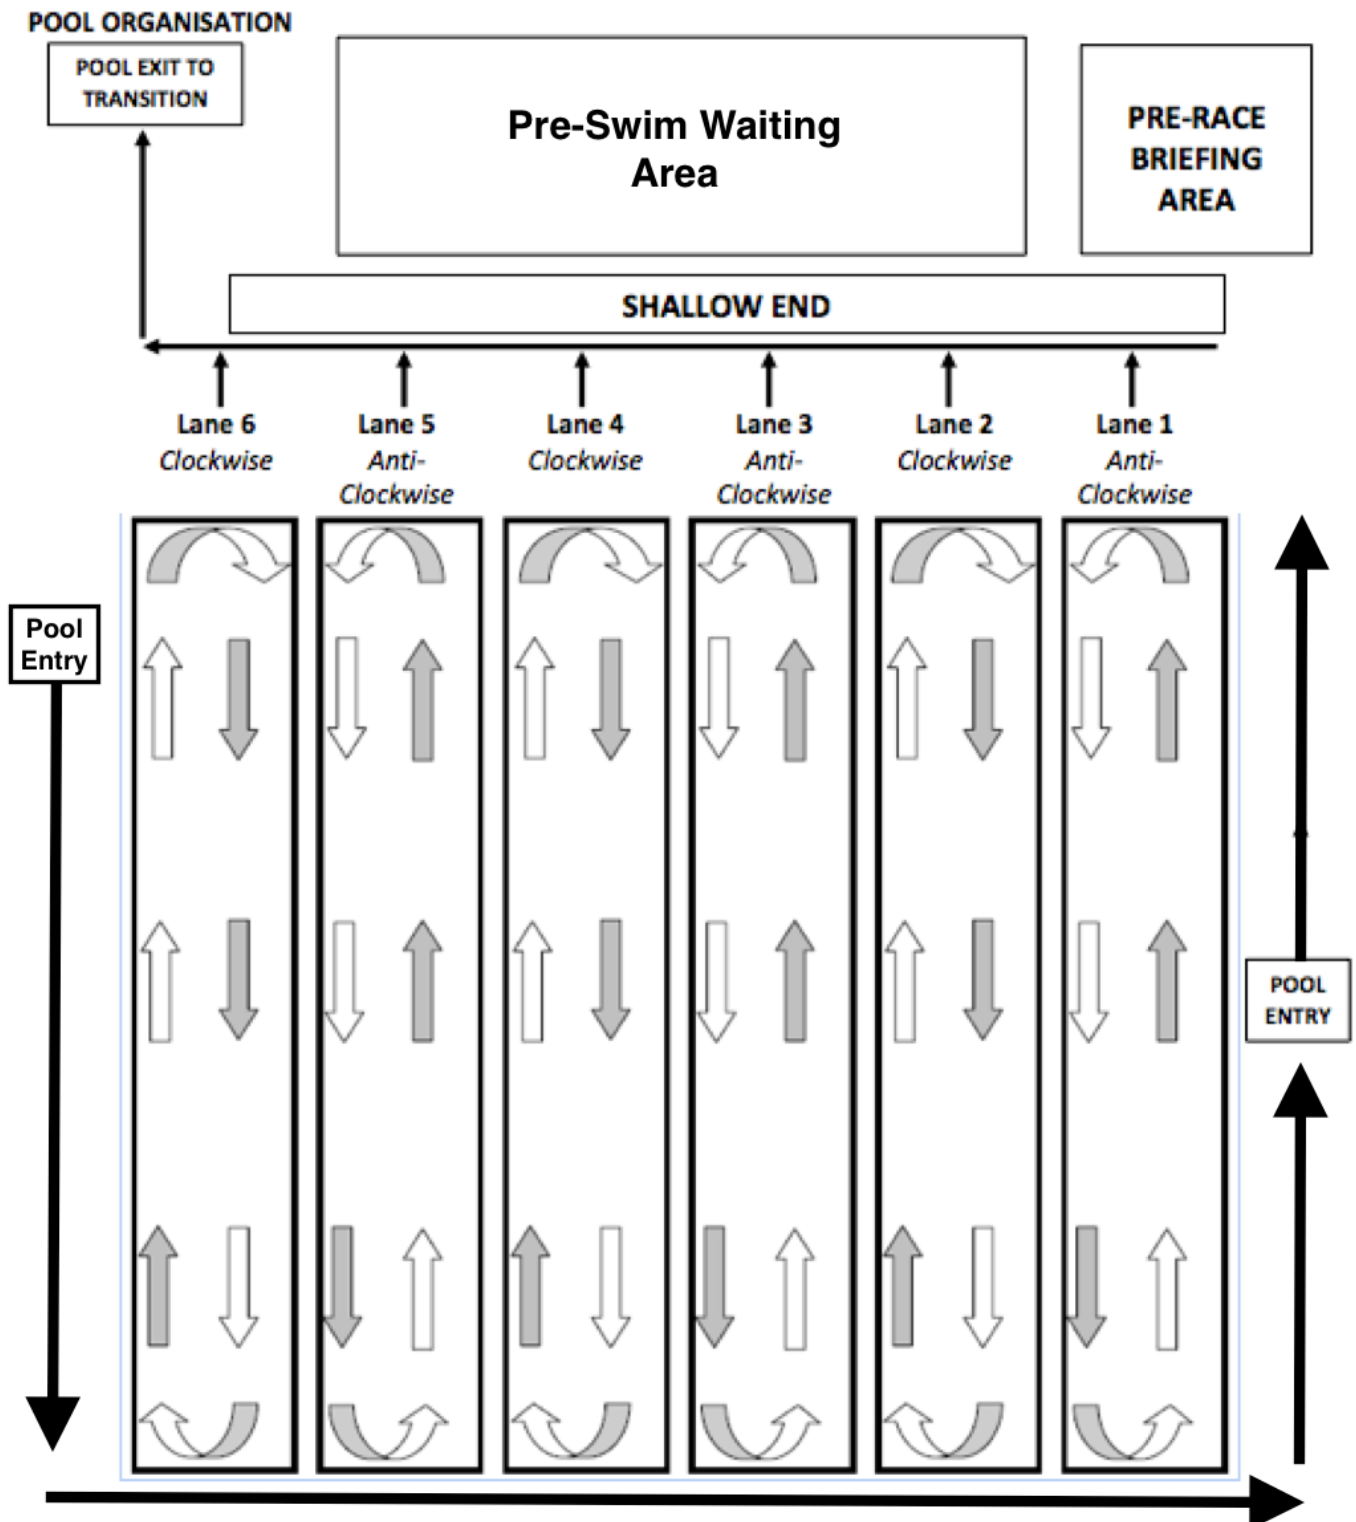 POOL ORGANISATION
POOL EXIT TO
TRANSITION
Pre-Swim Waiting
Area
PRE-RACE
BRIEFING
AREA
SHALLOW END
Lane 6
Clockwise
Lane 5
Anti-
Clockwise
Lane 4
Clockwise
Lane 3
Anti-
Clockwise
Lane 2
Clockwise
Lane 1
Anti-
Clockwise
Pool
Entry
POOL
ENTRY